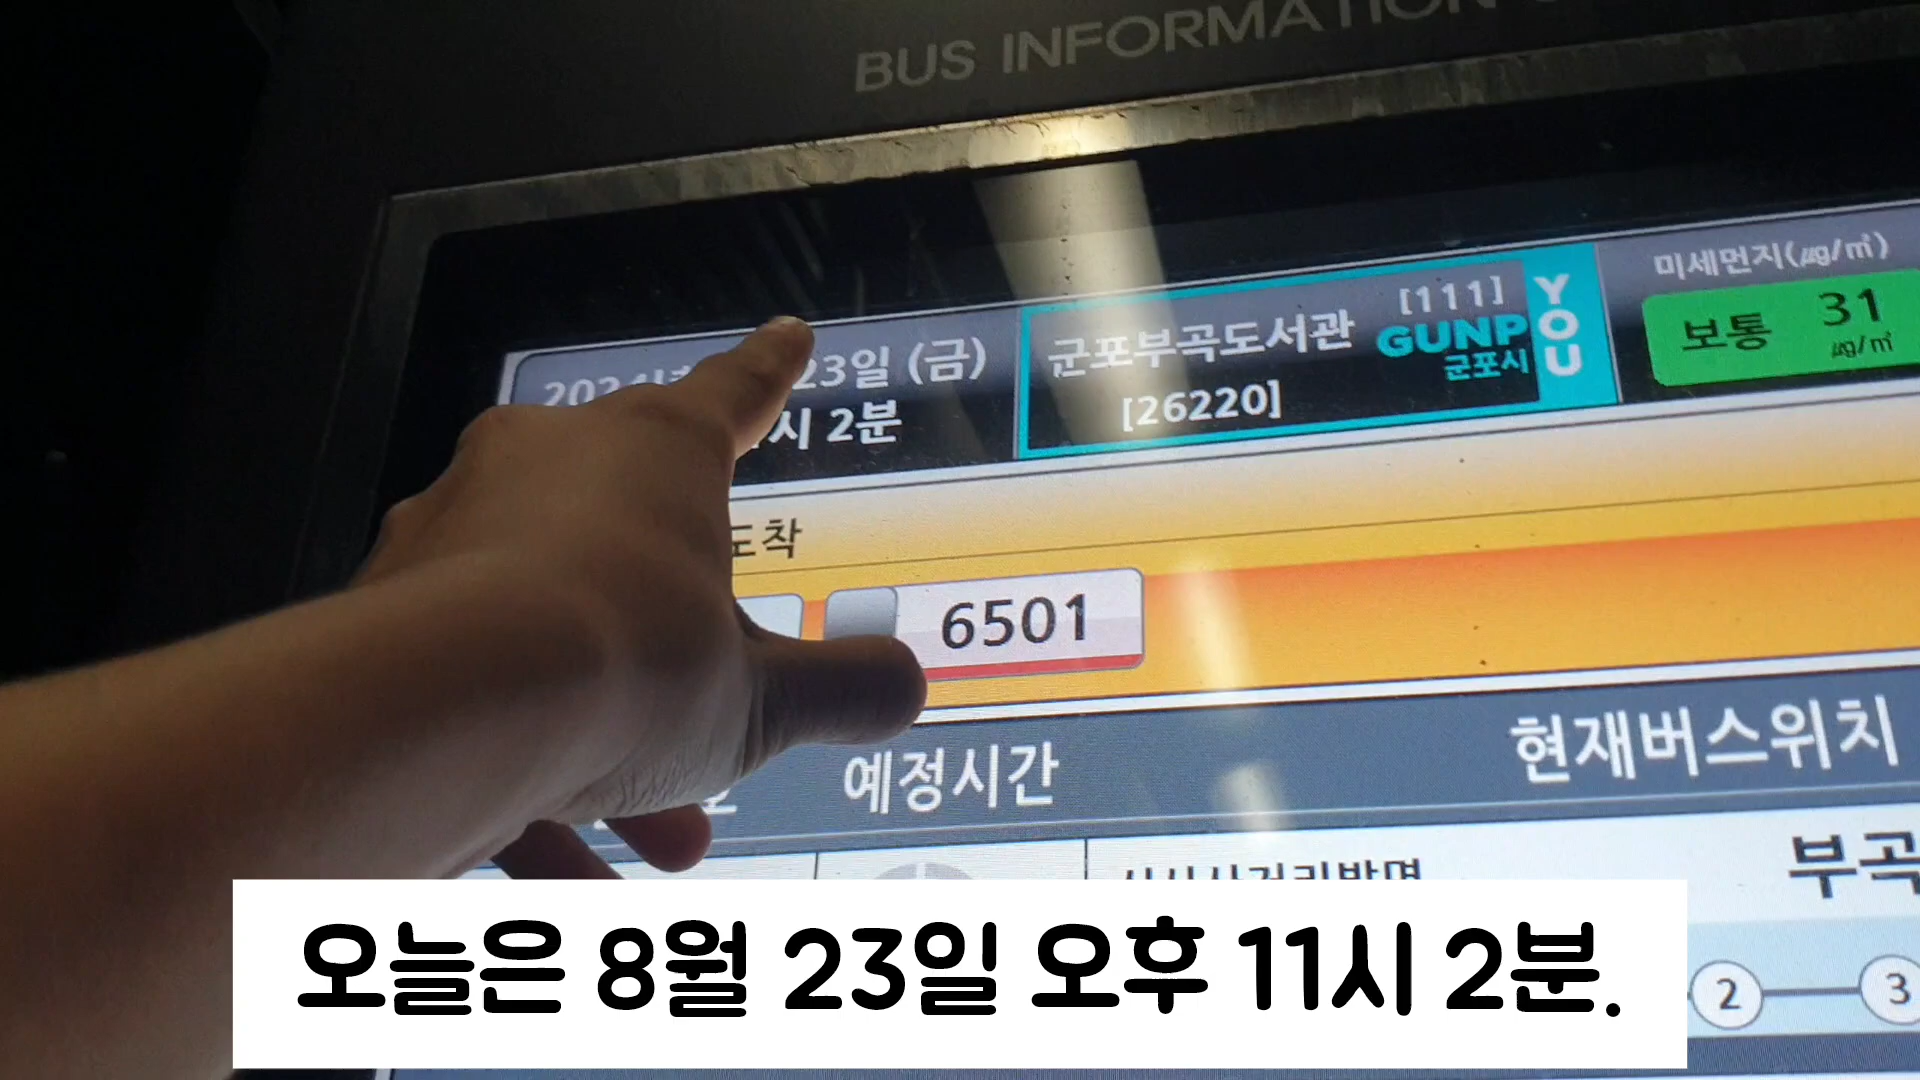 BUS INFORMATION
23일 (금)
시 2분
군포부곡도서관
[26220]
[111]
GUNP
군포시
YOU
미세먼지(㎍/㎥)
보통 31
㎍/㎥
도착
6501
예정시간
현재버스위치
부곡
2 3
오늘은 8월 23일 오후 11시 2분.